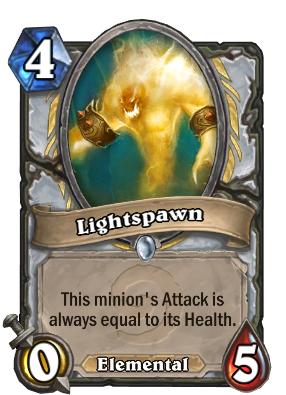 4
Lightspawn
This minion's Attack is
always equal to its Health.
0
Elemental
5